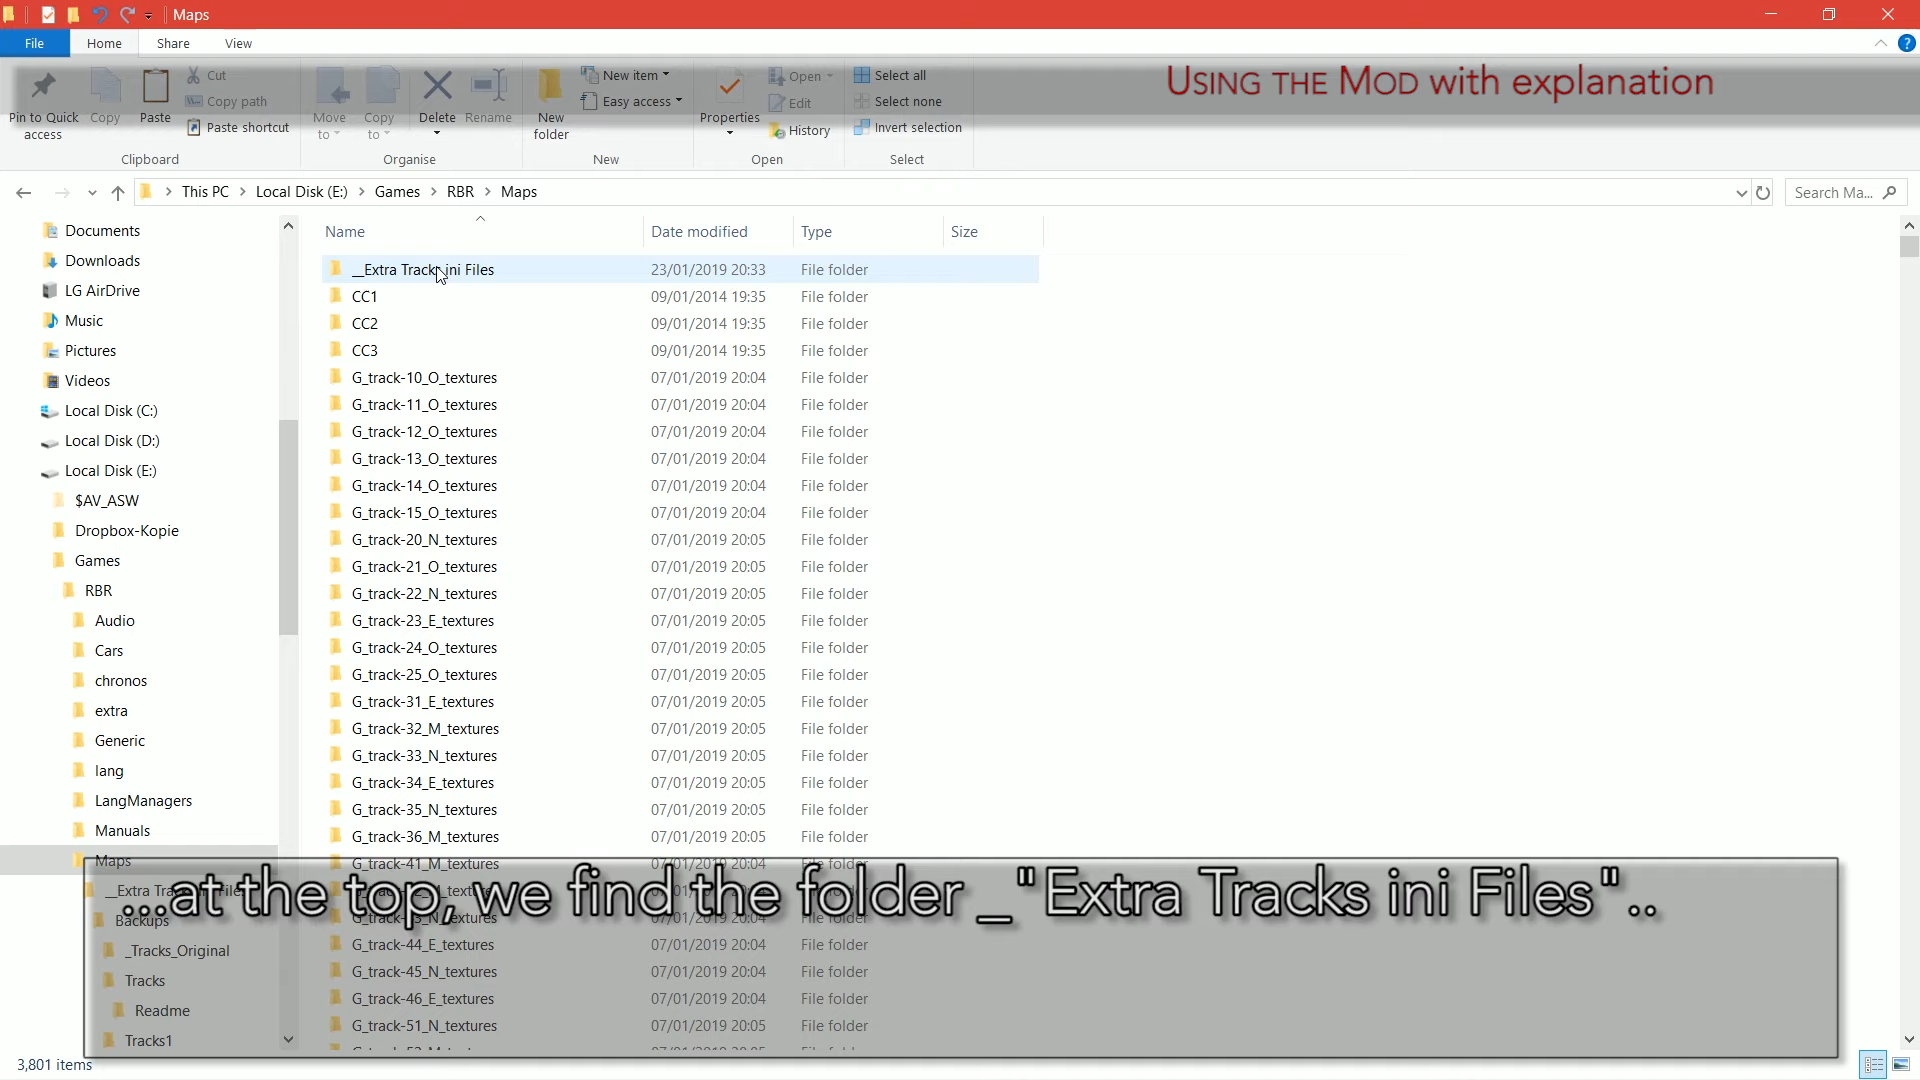 Maps
File Home Share View
USING THE MOD with explanation
Pin to Quick access
Copy
Paste
Cut
Copy path
Paste shortcut
Clipboard
Move to
Copy to
Delete
Rename
Organise
New folder
New item
Easy access
New
Properties
Open
Edit
History
Open
Select all
Select none
Invert selection
Select
This PC > Local Disk (E:) > Games > RBR > Maps
Search Ma...
Documents
Downloads
LG AirDrive
Music
Pictures
Videos
Local Disk (C:)
Local Disk (D:)
Local Disk (E:)
$AV_ASW
Dropbox-Kopie
Games
RBR
Audio
Cars
chronos
extra
Generic
lang
LangManagers
Manuals
Maps
Backups
_Tracks_Original
Tracks
Readme
Tracks1
Name Date modified Type Size
__Extra Tracks ini Files 23/01/2019 20:33 File folder
CC1 09/01/2014 19:35 File folder
CC2 09/01/2014 19:35 File folder
CC3 09/01/2014 19:35 File folder
G_track-10_O_textures 07/01/2019 20:04 File folder
G_track-11_O_textures 07/01/2019 20:04 File folder
G_track-12_O_textures 07/01/2019 20:04 File folder
G_track-13_O_textures 07/01/2019 20:04 File folder
G_track-14_O_textures 07/01/2019 20:04 File folder
G_track-15_O_textures 07/01/2019 20:04 File folder
G_track-20_N_textures 07/01/2019 20:05 File folder
G_track-21_O_textures 07/01/2019 20:05 File folder
G_track-22_N_textures 07/01/2019 20:05 File folder
G_track-23_E_textures 07/01/2019 20:05 File folder
G_track-24_O_textures 07/01/2019 20:05 File folder
G_track-25_O_textures 07/01/2019 20:05 File folder
G_track-31_E_textures 07/01/2019 20:05 File folder
G_track-32_M_textures 07/01/2019 20:05 File folder
G_track-33_N_textures 07/01/2019 20:05 File folder
G_track-34_E_textures 07/01/2019 20:05 File folder
G_track-35_N_textures 07/01/2019 20:05 File folder
G_track-36_M_textures 07/01/2019 20:05 File folder
G_track-41_M_textures 07/01/2019 20:04 File folder
...at the top, we find the folder _"Extra Tracks ini Files"..
G_track-44_E_textures 07/01/2019 20:04 File folder
G_track-45_N_textures 07/01/2019 20:04 File folder
G_track-46_E_textures 07/01/2019 20:04 File folder
G_track-51_N_textures 07/01/2019 20:05 File folder
3,801 items